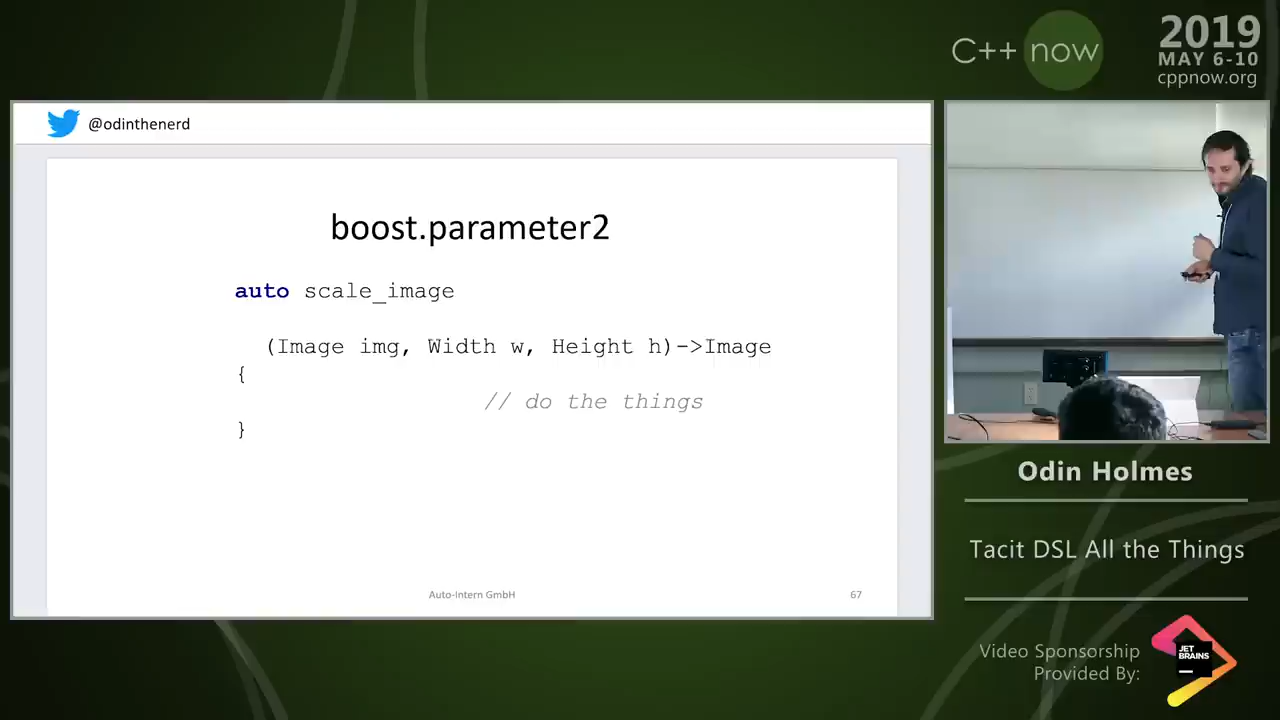 C++ now
2019
MAY 6-10
cppnow.org
@odinthenerd
boost.parameter2
auto scale_image
(Image img, Width w, Height h)->Image
{
// do the things
}
Auto-Intern GmbH
67
Odin Holmes
Tacit DSL All the Things
Video Sponsorship
Provided By:
JET
BRAINS